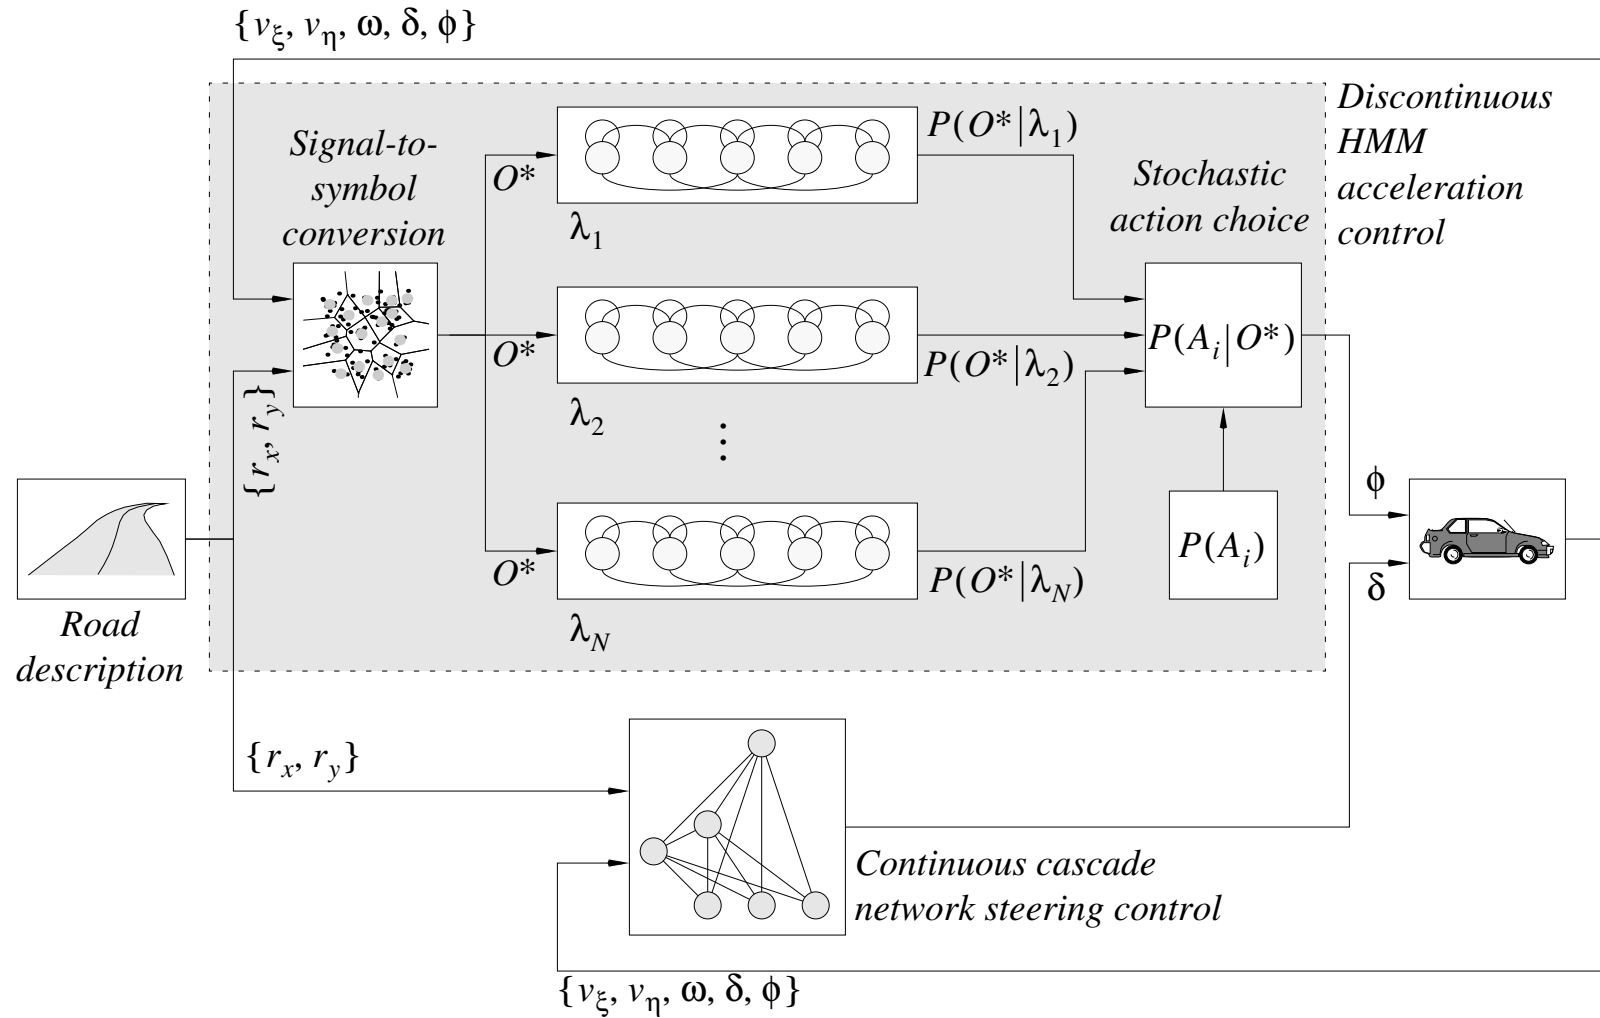 {v_ξ, v_η, ω, δ, ϕ}
Discontinuous
HMM
acceleration
control
Signal-to-
symbol
conversion
O*
λ_1
P(O*|λ_1)
Stochastic
action choice
O*
λ_2
P(O*|λ_2)
P(A_i|O*)
{r_x, r_y}
⋮
O*
λ_N
P(O*|λ_N)
P(A_i)
ϕ
δ
Road
description
{r_x, r_y}
Continuous cascade
network steering control
{v_ξ, v_η, ω, δ, ϕ}